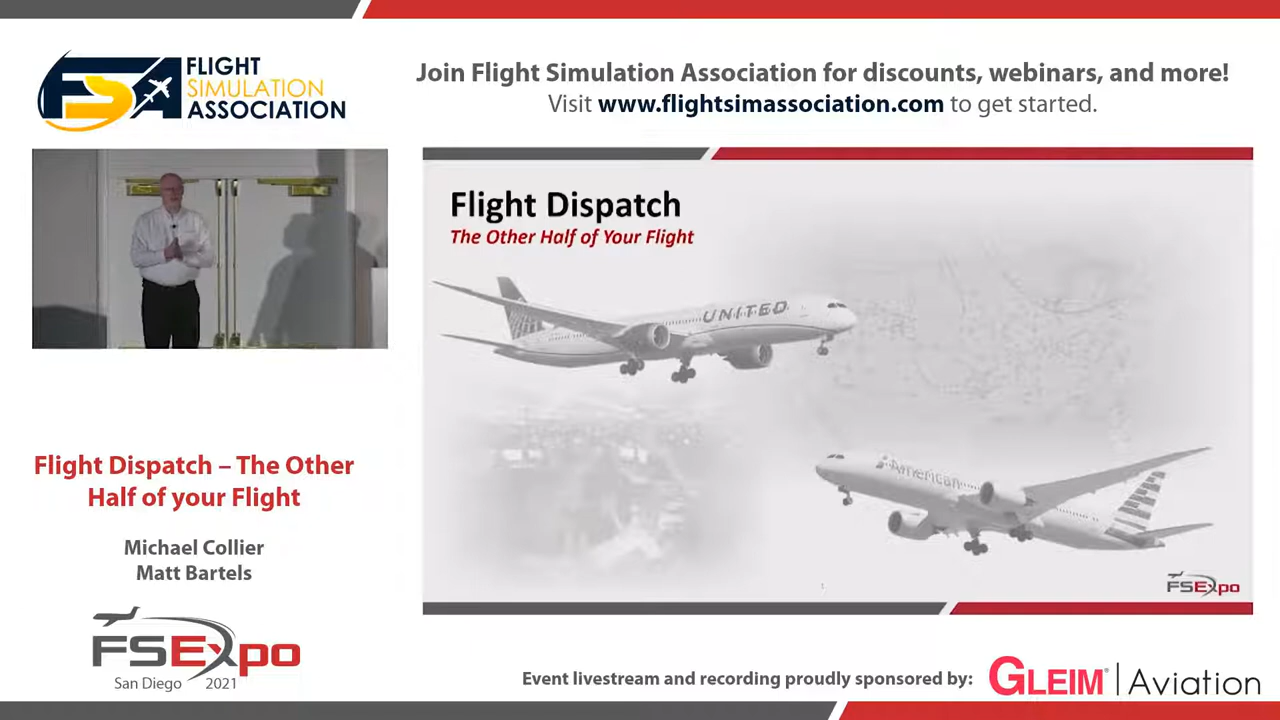 FLIGHT
SIMULATION
ASSOCIATION
FSA
Join Flight Simulation Association for discounts, webinars, and more!
Visit www.flightsimassociation.com to get started.
Flight Dispatch
The Other Half of Your Flight
UNITED
American
FSExpo
Flight Dispatch – The Other
Half of your Flight
Michael Collier
Matt Bartels
FSExpo
San Diego 2021
Event livestream and recording proudly sponsored by:
GLEIM® | Aviation